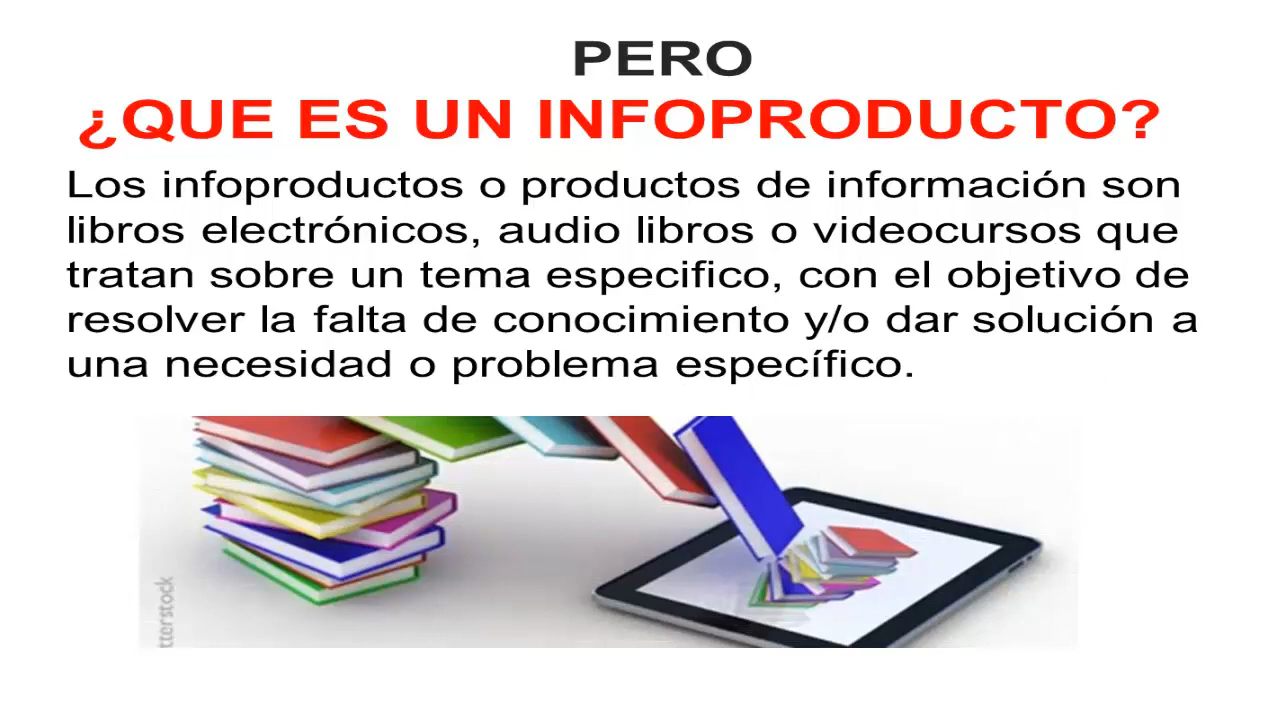 PERO
¿QUE ES UN INFOPRODUCTO?
Los infoproductos o productos de información son
libros electrónicos, audio libros o videocursos que
tratan sobre un tema especifico, con el objetivo de
resolver la falta de conocimiento y/o dar solución a
una necesidad o problema específico.
tterstock